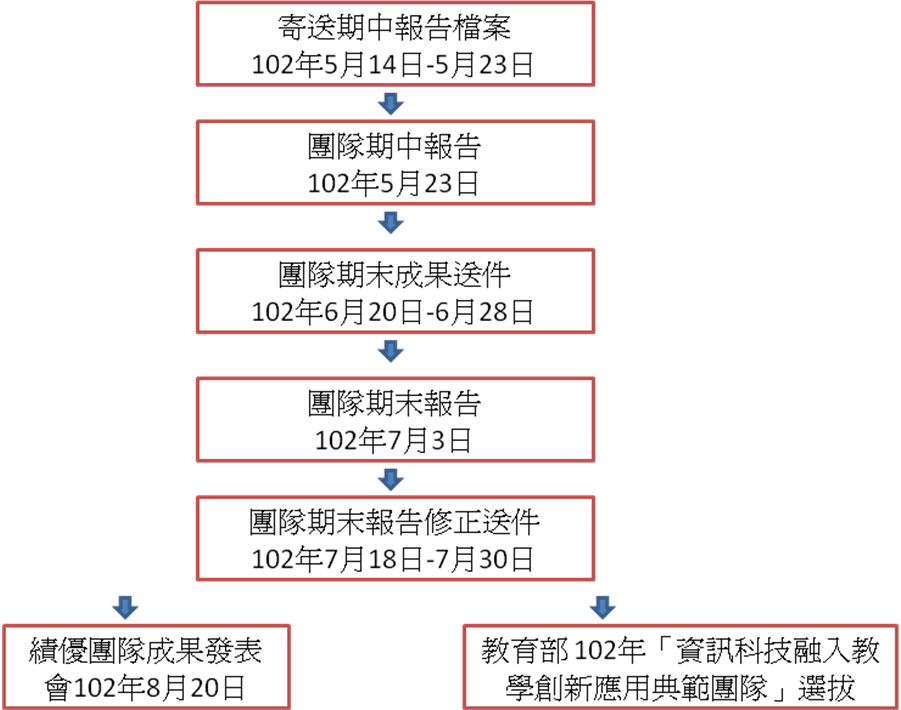 寄送期中報告檔案
102年5月14日-5月23日
團隊期中報告
102年5月23日
團隊期末成果送件
102年6月20日-6月28日
團隊期末報告
102年7月3日
團隊期末報告修正送件
102年7月18日-7月30日
績優團隊成果發表
會102年8月20日
教育部 102年「資訊科技融入教
學創新應用典範團隊」選拔